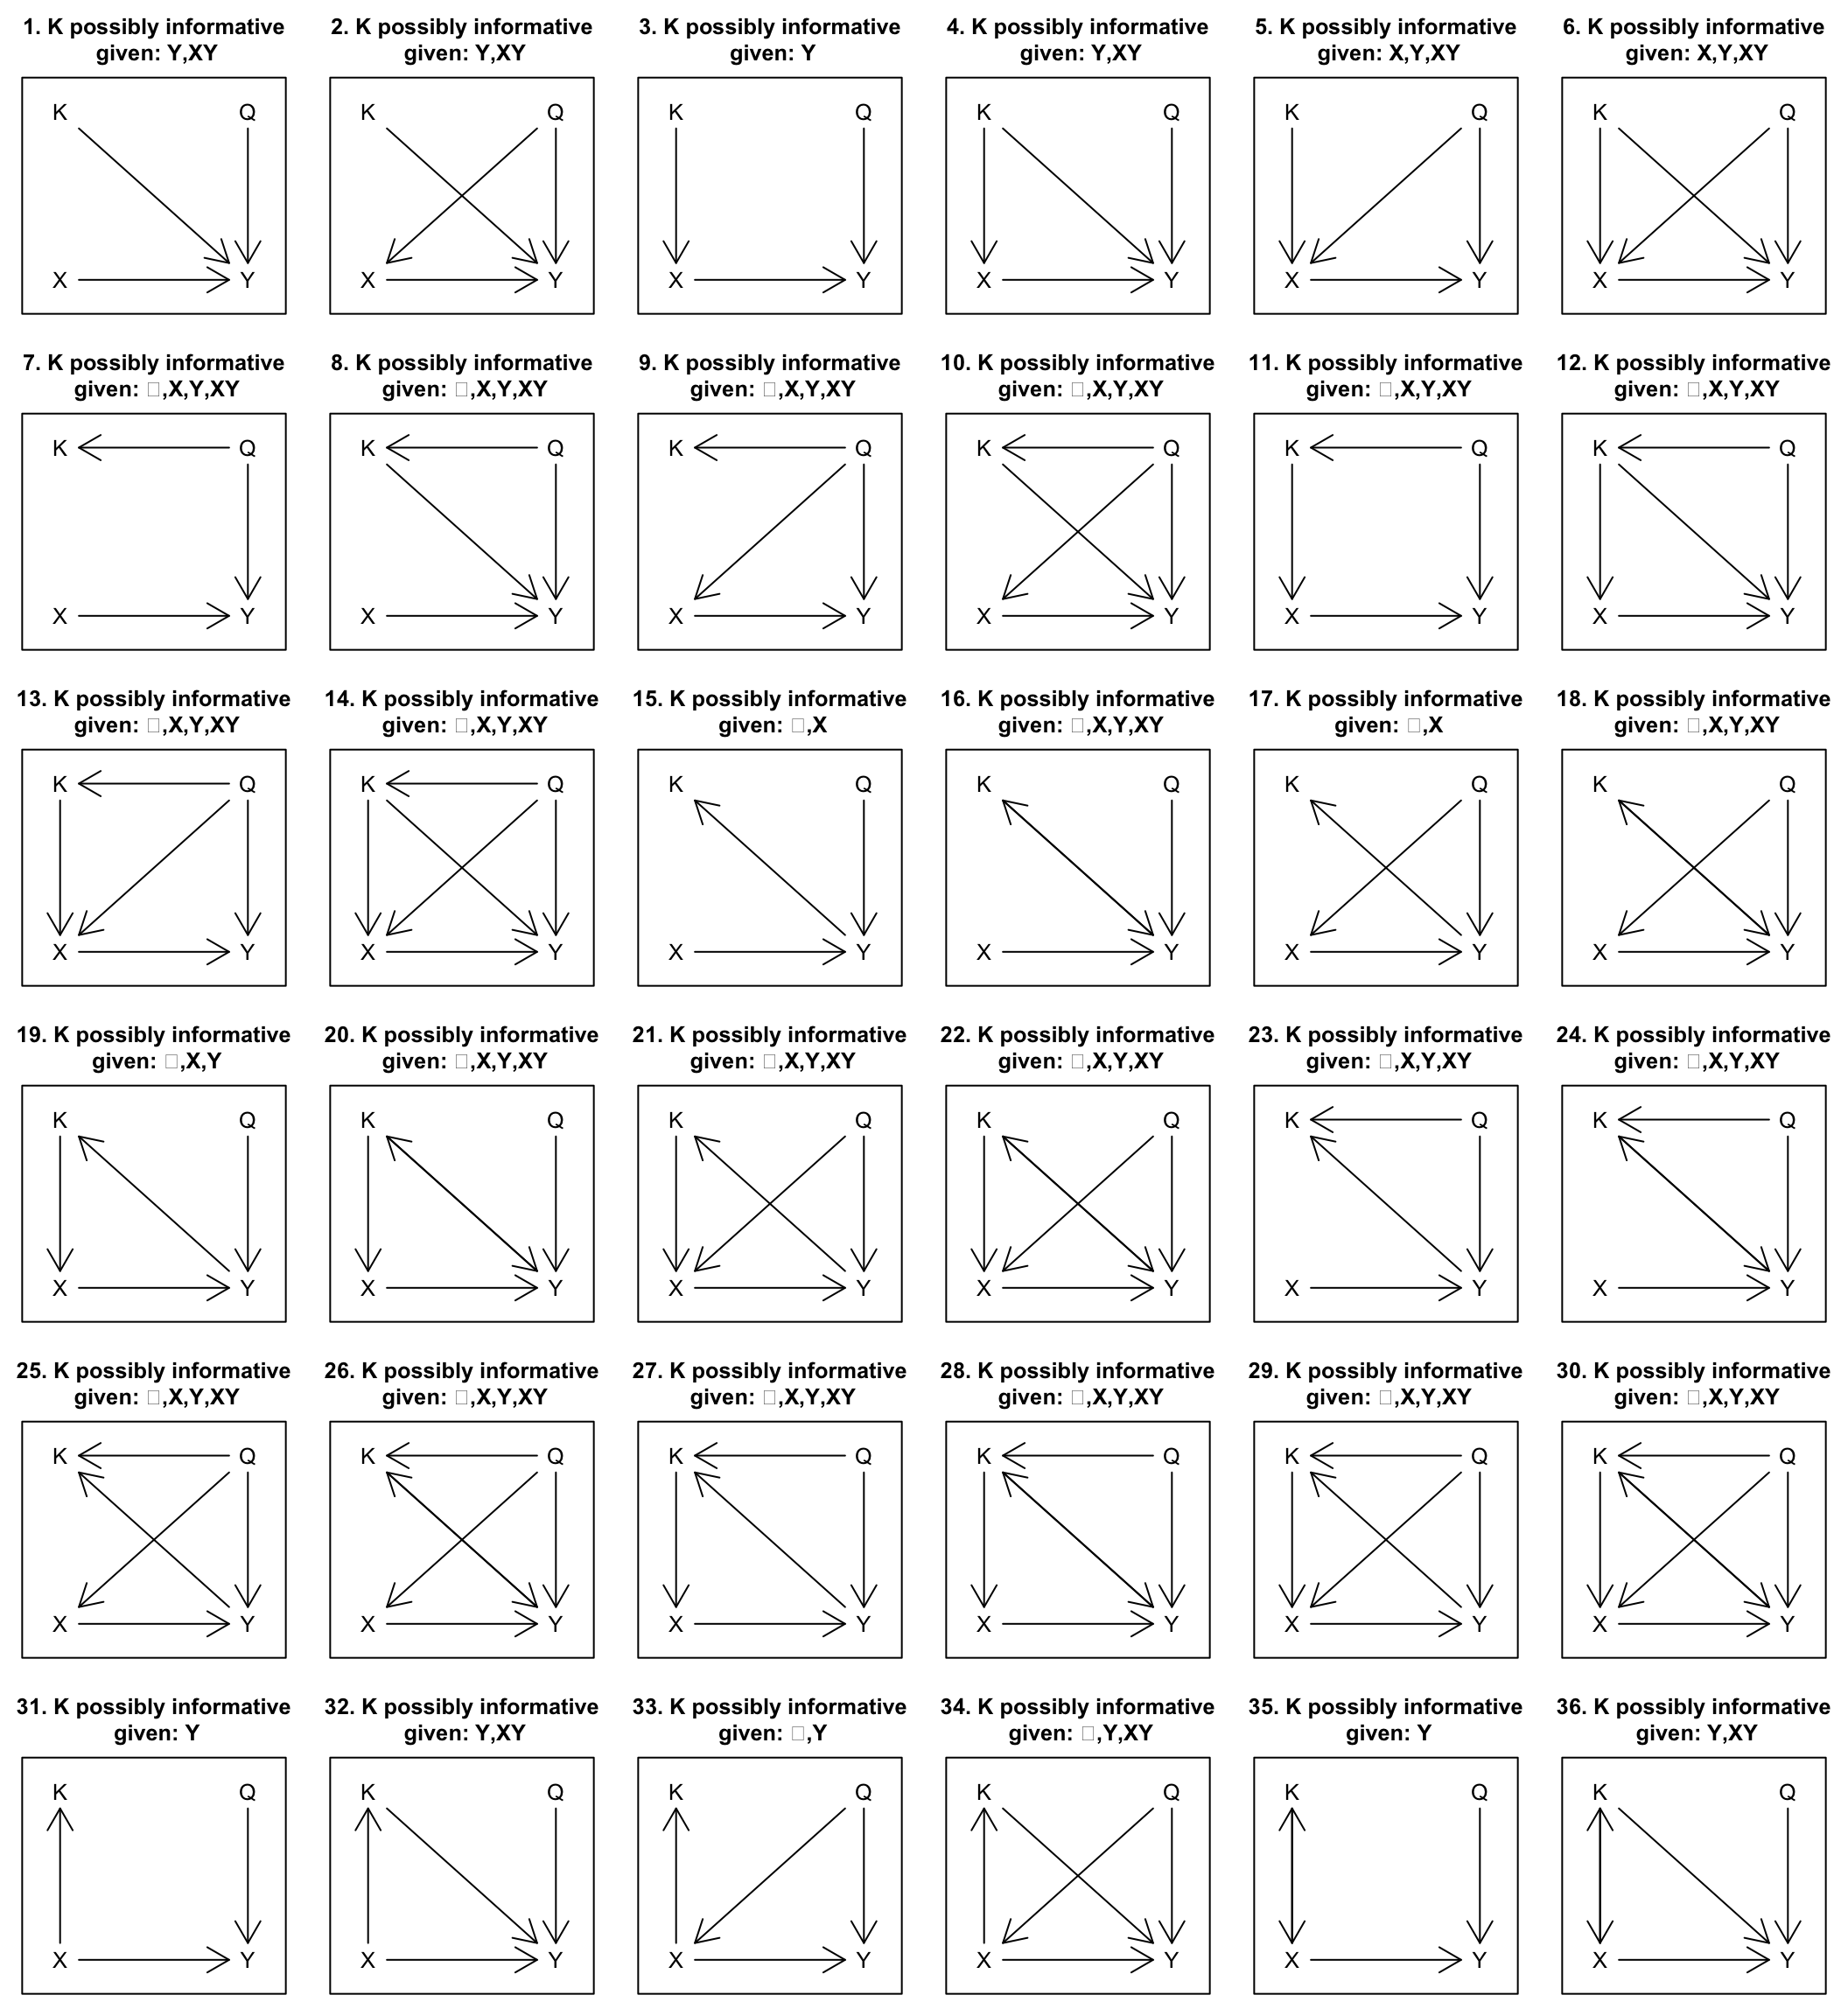 1. K possibly informative
given: Y,XY
K Q
X Y
2. K possibly informative
given: Y,XY
K Q
X Y
3. K possibly informative
given: Y
K Q
X Y
4. K possibly informative
given: Y,XY
K Q
X Y
5. K possibly informative
given: X,Y,XY
K Q
X Y
6. K possibly informative
given: X,Y,XY
K Q
X Y
7. K possibly informative
given: □,X,Y,XY
K Q
X Y
8. K possibly informative
given: □,X,Y,XY
K Q
X Y
9. K possibly informative
given: □,X,Y,XY
K Q
X Y
10. K possibly informative
given: □,X,Y,XY
K Q
X Y
11. K possibly informative
given: □,X,Y,XY
K Q
X Y
12. K possibly informative
given: □,X,Y,XY
K Q
X Y
13. K possibly informative
given: □,X,Y,XY
K Q
X Y
14. K possibly informative
given: □,X,Y,XY
K Q
X Y
15. K possibly informative
given: □,X
K Q
X Y
16. K possibly informative
given: □,X,Y,XY
K Q
X Y
17. K possibly informative
given: □,X
K Q
X Y
18. K possibly informative
given: □,X,Y,XY
K Q
X Y
19. K possibly informative
given: □,X,Y
K Q
X Y
20. K possibly informative
given: □,X,Y,XY
K Q
X Y
21. K possibly informative
given: □,X,Y,XY
K Q
X Y
22. K possibly informative
given: □,X,Y,XY
K Q
X Y
23. K possibly informative
given: □,X,Y,XY
K Q
X Y
24. K possibly informative
given: □,X,Y,XY
K Q
X Y
25. K possibly informative
given: □,X,Y,XY
K Q
X Y
26. K possibly informative
given: □,X,Y,XY
K Q
X Y
27. K possibly informative
given: □,X,Y,XY
K Q
X Y
28. K possibly informative
given: □,X,Y,XY
K Q
X Y
29. K possibly informative
given: □,X,Y,XY
K Q
X Y
30. K possibly informative
given: □,X,Y,XY
K Q
X Y
31. K possibly informative
given: Y
K Q
X Y
32. K possibly informative
given: Y,XY
K Q
X Y
33. K possibly informative
given: □,Y
K Q
X Y
34. K possibly informative
given: □,Y,XY
K Q
X Y
35. K possibly informative
given: Y
K Q
X Y
36. K possibly informative
given: Y,XY
K Q
X Y